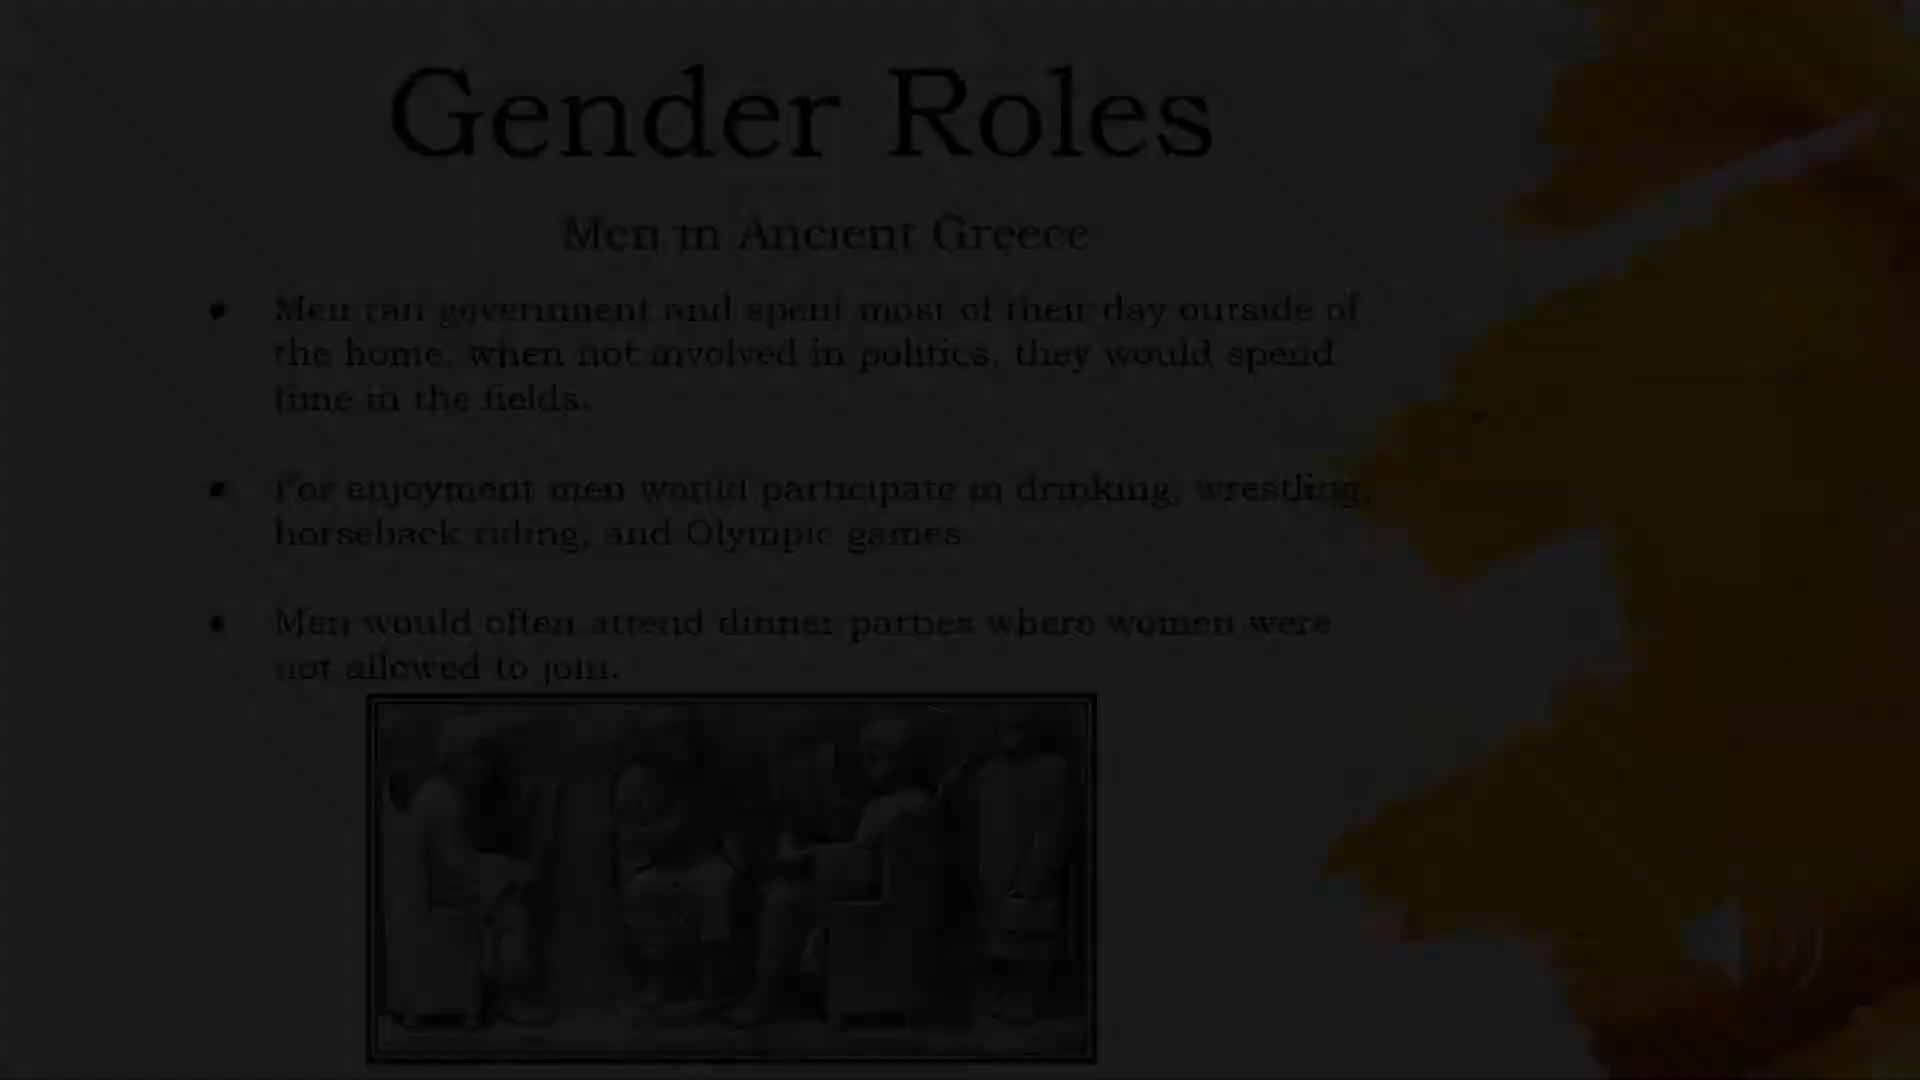 Gender Roles
Men in Ancient Greece
• Men ran government and spent most of their day outside of
the home, when not involved in politics, they would spend
time in the fields.
• For enjoyment men would participate in drinking, wrestling,
horseback riding, and Olympic games
• Men would often attend dinner parties where women were
not allowed to join.